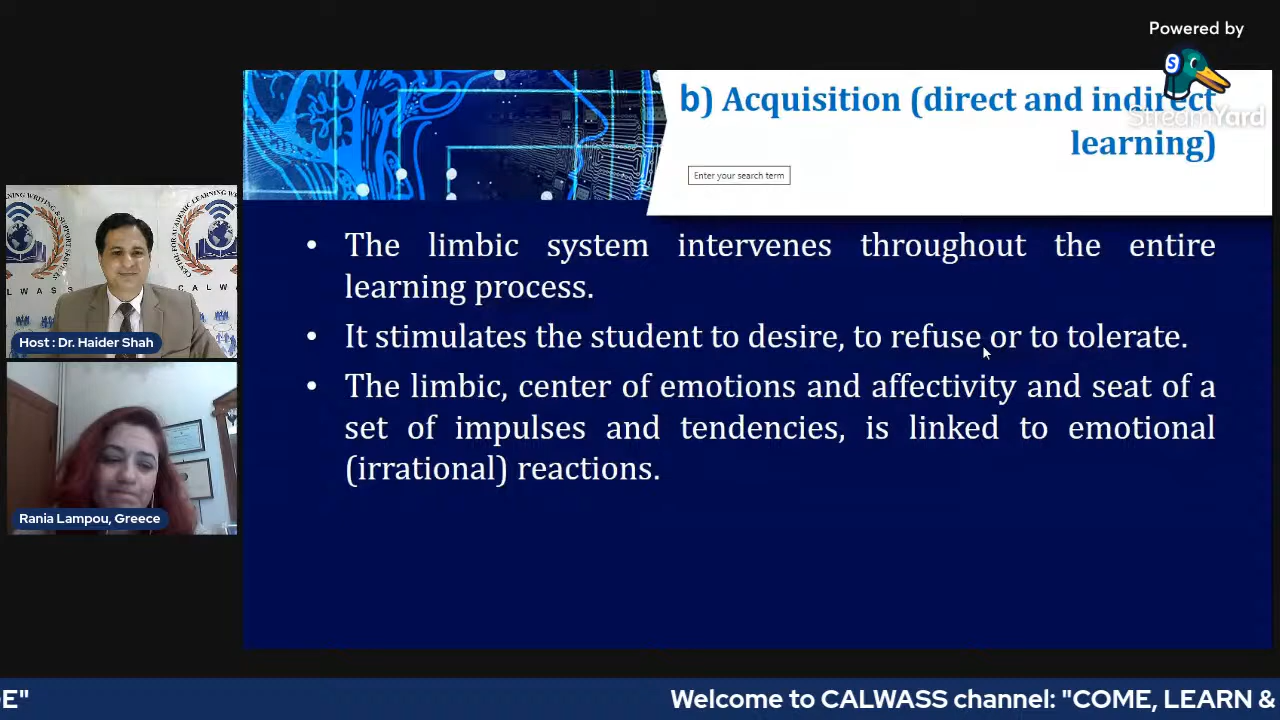 Powered by
S
StreamYard
b) Acquisition (direct and indirect
learning)
Enter your search term
• The limbic system intervenes throughout the entire
learning process.
• It stimulates the student to desire, to refuse or to tolerate.
• The limbic, center of emotions and affectivity and seat of a
set of impulses and tendencies, is linked to emotional
(irrational) reactions.
CALWASS
Host : Dr. Haider Shah
Rania Lampou, Greece
E"
Welcome to CALWASS channel: "COME, LEARN &